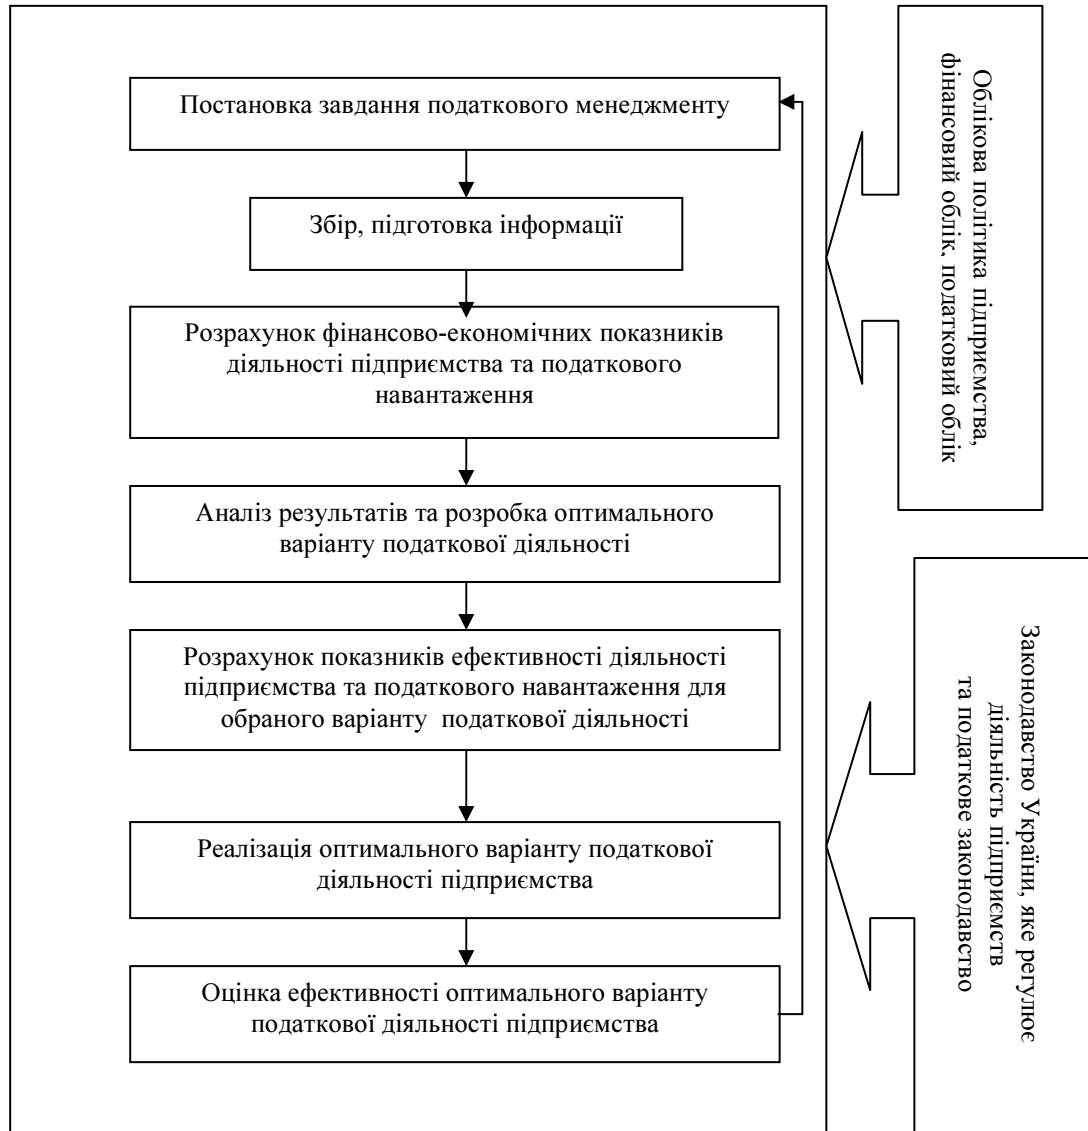 Постановка завдання податкового менеджменту
Збір, підготовка інформації
Розрахунок фінансово-економічних показників
діяльності підприємства та податкового
навантаження
Аналіз результатів та розробка оптимального
варіанту податкової діяльності
Розрахунок показників ефективності діяльності
підприємства та податкового навантаження для
обраного варіанту податкової діяльності
Реалізація оптимального варіанту податкової
діяльності підприємства
Оцінка ефективності оптимального варіанту
податкової діяльності підприємства
Облікова політика підприємства,
фінансовий облік, податковий облік
Законодавство України, яке регулює
діяльність підприємств
та податкове законодавство